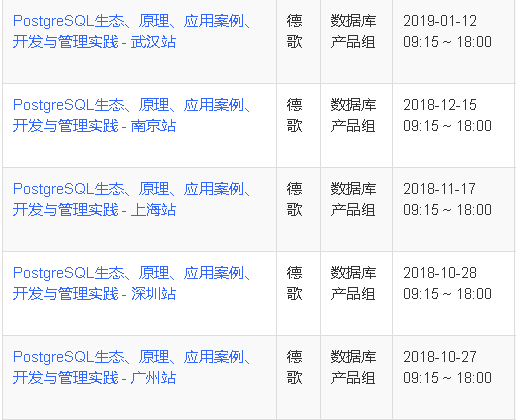 PostgreSQL生态、原理、应用案例、 德 数据库 2019-01-12
开发与管理实践 - 武汉站 歌 产品组 09:15 ~ 18:00
PostgreSQL生态、原理、应用案例、 德 数据库 2018-12-15
开发与管理实践 - 南京站 歌 产品组 09:15 ~ 18:00
PostgreSQL生态、原理、应用案例、 德 数据库 2018-11-17
开发与管理实践 - 上海站 歌 产品组 09:15 ~ 18:00
PostgreSQL生态、原理、应用案例、 德 数据库 2018-10-28
开发与管理实践 - 深圳站 歌 产品组 09:15 ~ 18:00
PostgreSQL生态、原理、应用案例、 德 数据库 2018-10-27
开发与管理实践 - 广州站 歌 产品组 09:15 ~ 18:00